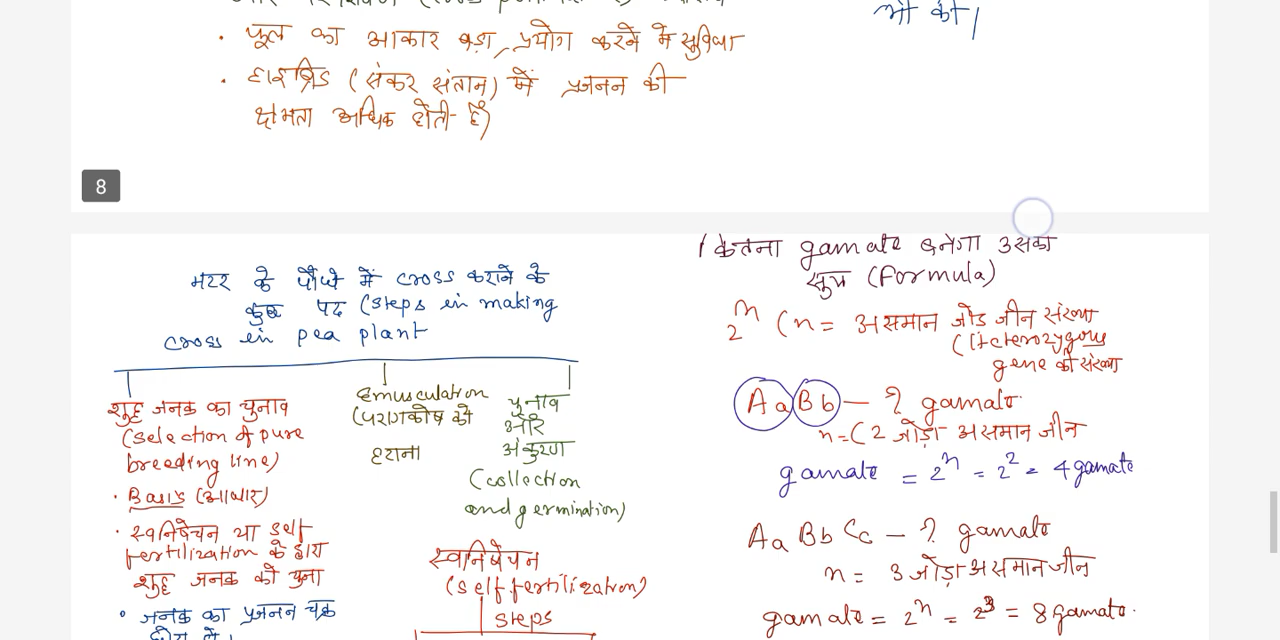 फूल का आकार बड़ा, प्रयोग करने में सुविधा
हाइब्रिड (संकर संतान) में प्रजनन की
क्षमता अधिक होती है)
8
मटर के पौधो में cross कराने के
कुछ पद (steps in making
cross in pea plant
शुद्ध जनक का चुनाव
(selection of pure
breeding line)
• Basis (आधार)
• स्वनिषेचन या self
fertilization के द्वारा
शुद्ध जनक को चुना
• जनक का प्रजनन चक्र
Emusculation
(परागकोष को
हटाना
चुनाव
और
अंकुरण
(collection
and germination)
स्वनिषेचन
(self fertilization)
steps
कितना gamate बनेगा उसका
सुत्र (Formula)
2^n (n = असमान जोड जीन संख्या
(Heterozygous
gene की संख्या
AaBb - ? gamate
n = (2 जोड़ा असमान जीन
gamate = 2^n = 2^2 = 4 gamate
AaBbCc - ? gamate
n = 3 जोड़ा असमान जीन
gamate = 2^n = 2^3 = 8 gamate.